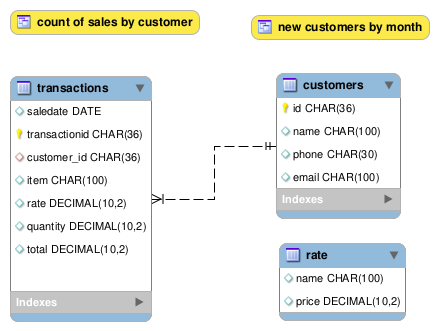 count of sales by customer
new customers by month
transactions
saledate DATE
transactionid CHAR(36)
customer_id CHAR(36)
item CHAR(100)
rate DECIMAL(10,2)
quantity DECIMAL(10,2)
total DECIMAL(10,2)
Indexes
customers
id CHAR(36)
name CHAR(100)
phone CHAR(30)
email CHAR(100)
Indexes
rate
name CHAR(100)
price DECIMAL(10,2)